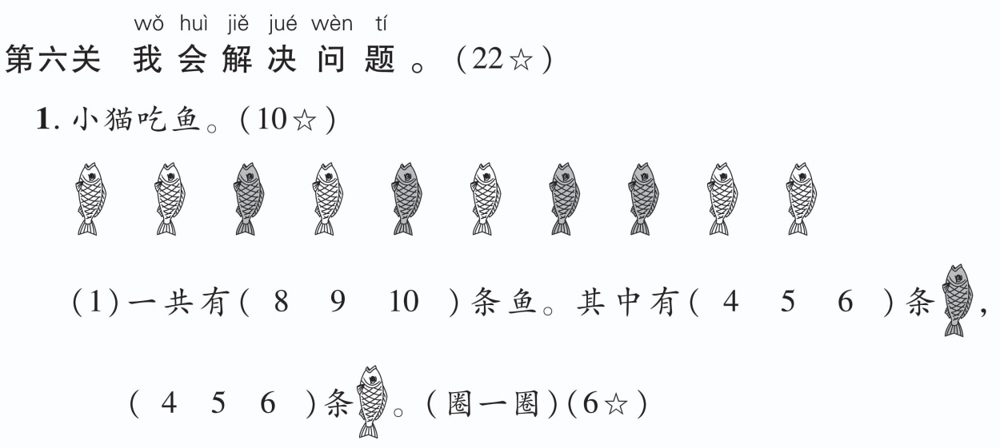 wǒ huì jiě jué wèn tí
第六关 我会解决问题。(22☆)
1. 小猫吃鱼。(10☆)
(1)一共有( 8 9 10 )条鱼。其中有( 4 5 6 )条,
( 4 5 6 )条。(圈一圈)(6☆)